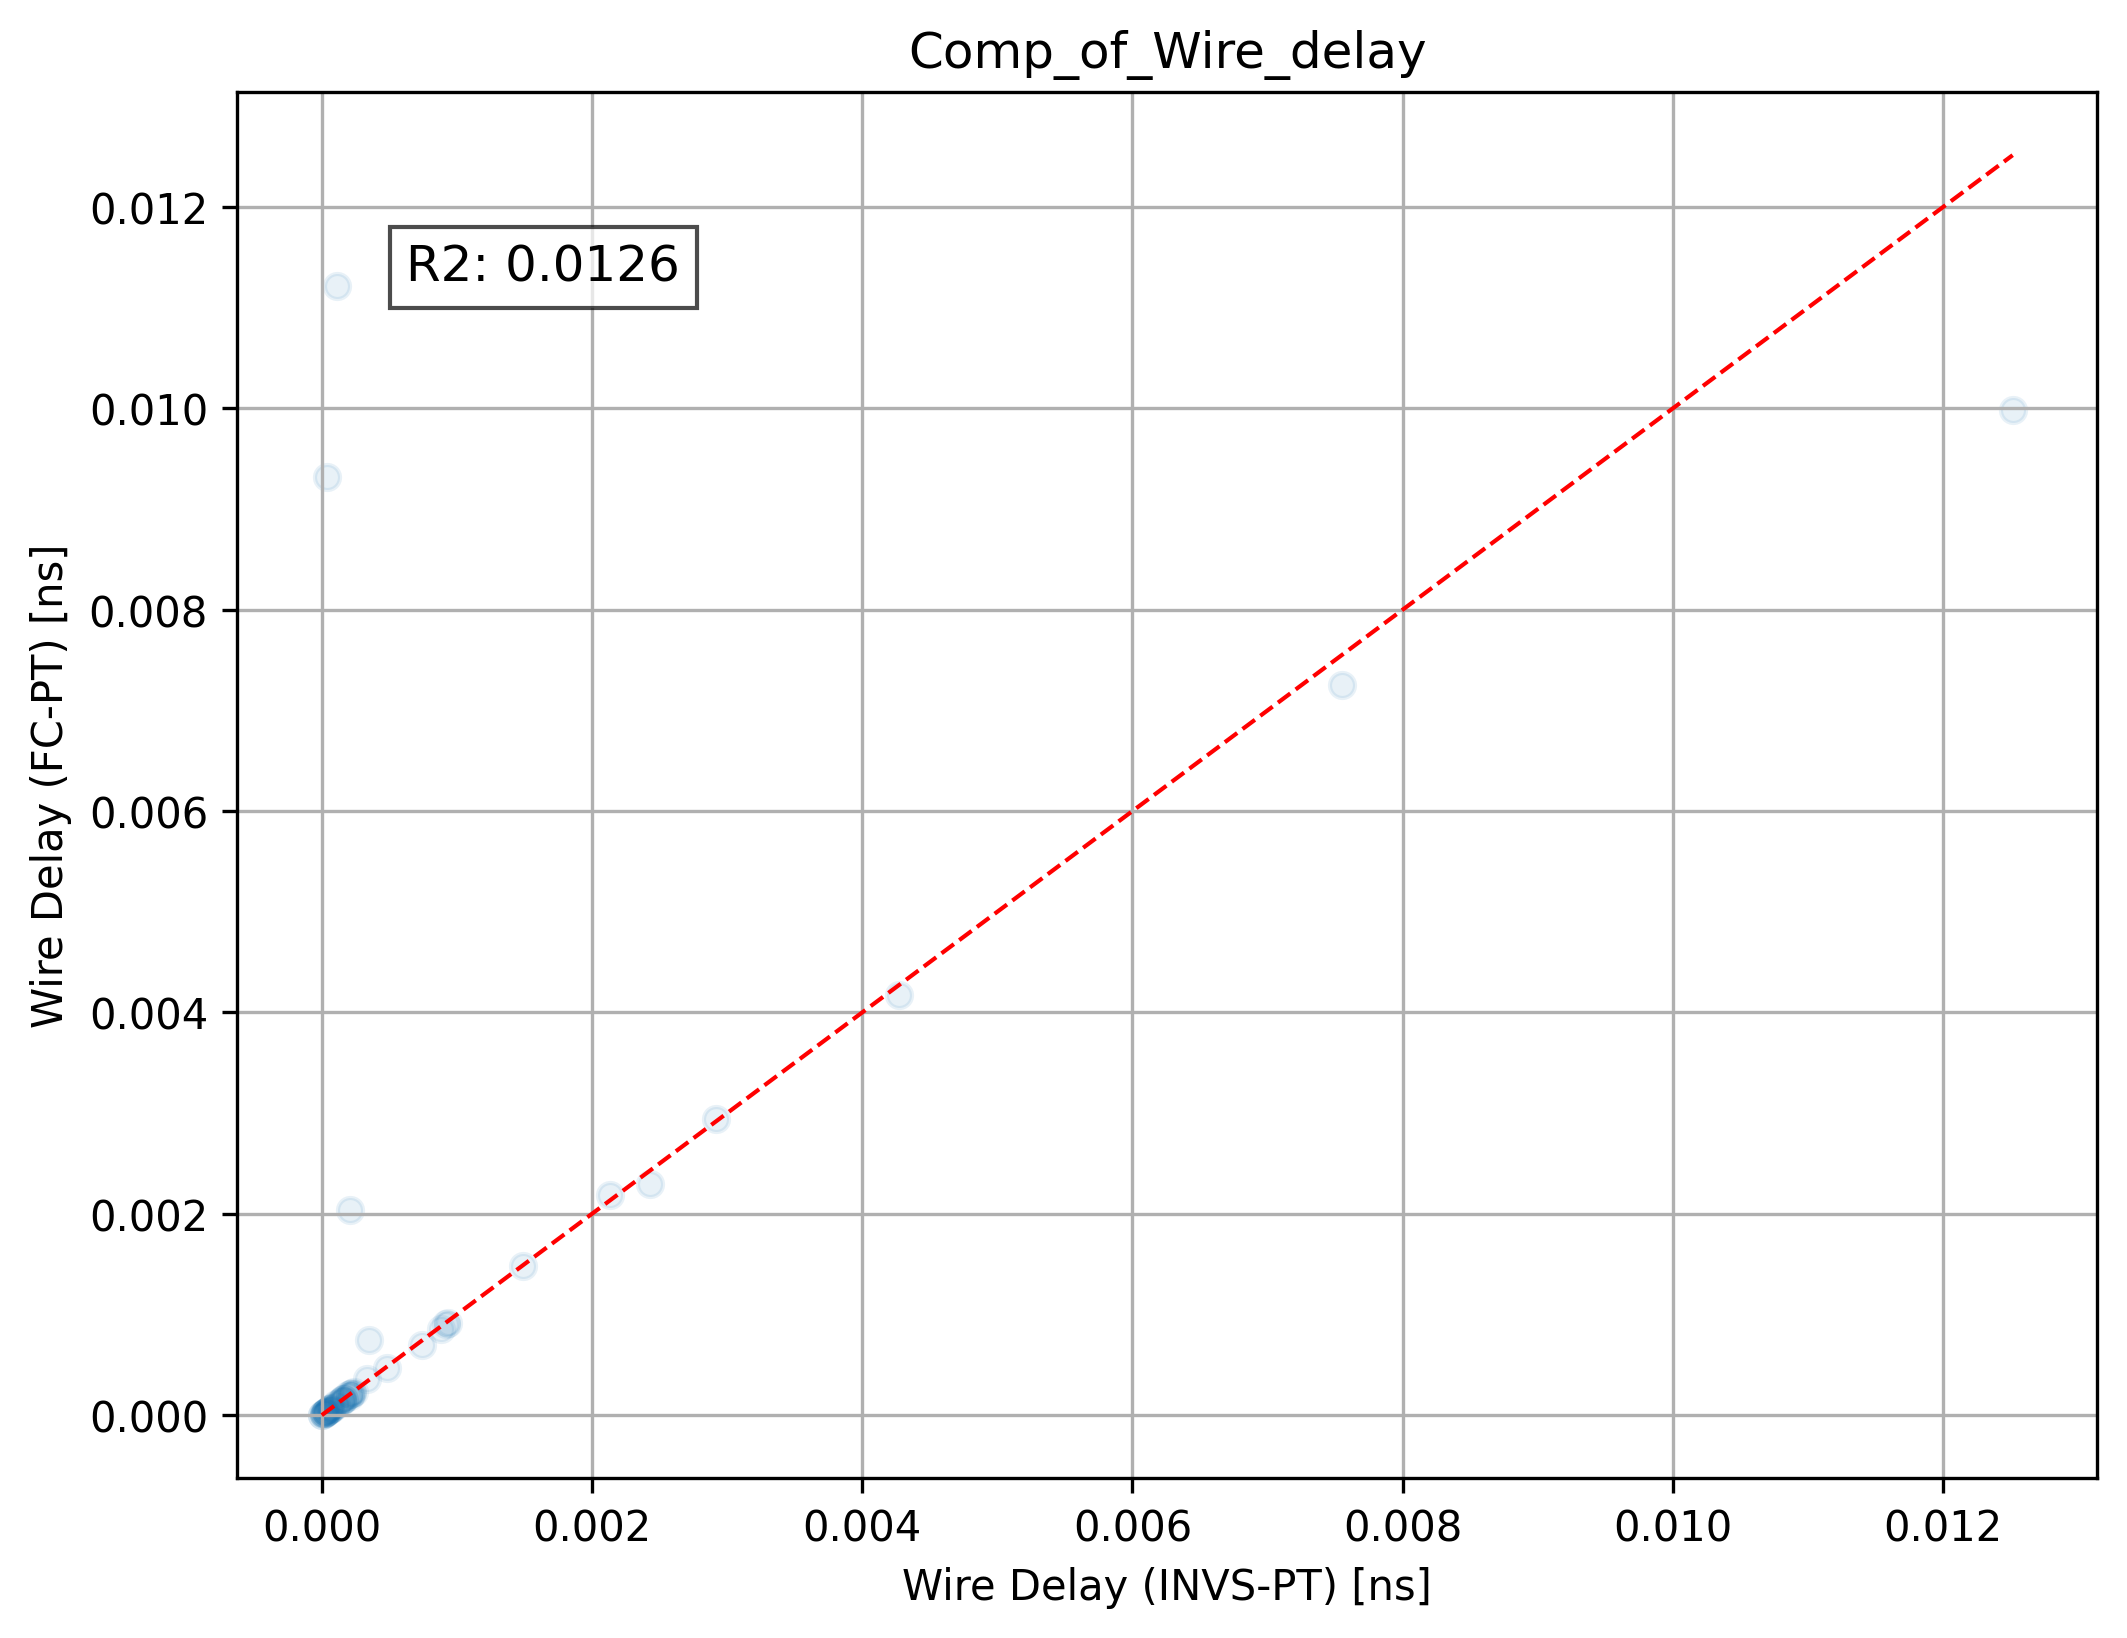 Comp_of_Wire_delay
R2: 0.0126
Wire Delay (FC-PT) [ns]
0.012
0.010
0.008
0.006
0.004
0.002
0.000
0.000 0.002 0.004 0.006 0.008 0.010 0.012
Wire Delay (INVS-PT) [ns]